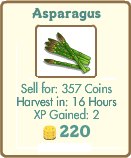 Asparagus
Sell for: 357 Coins
Harvest in: 16 Hours
XP Gained: 2
220